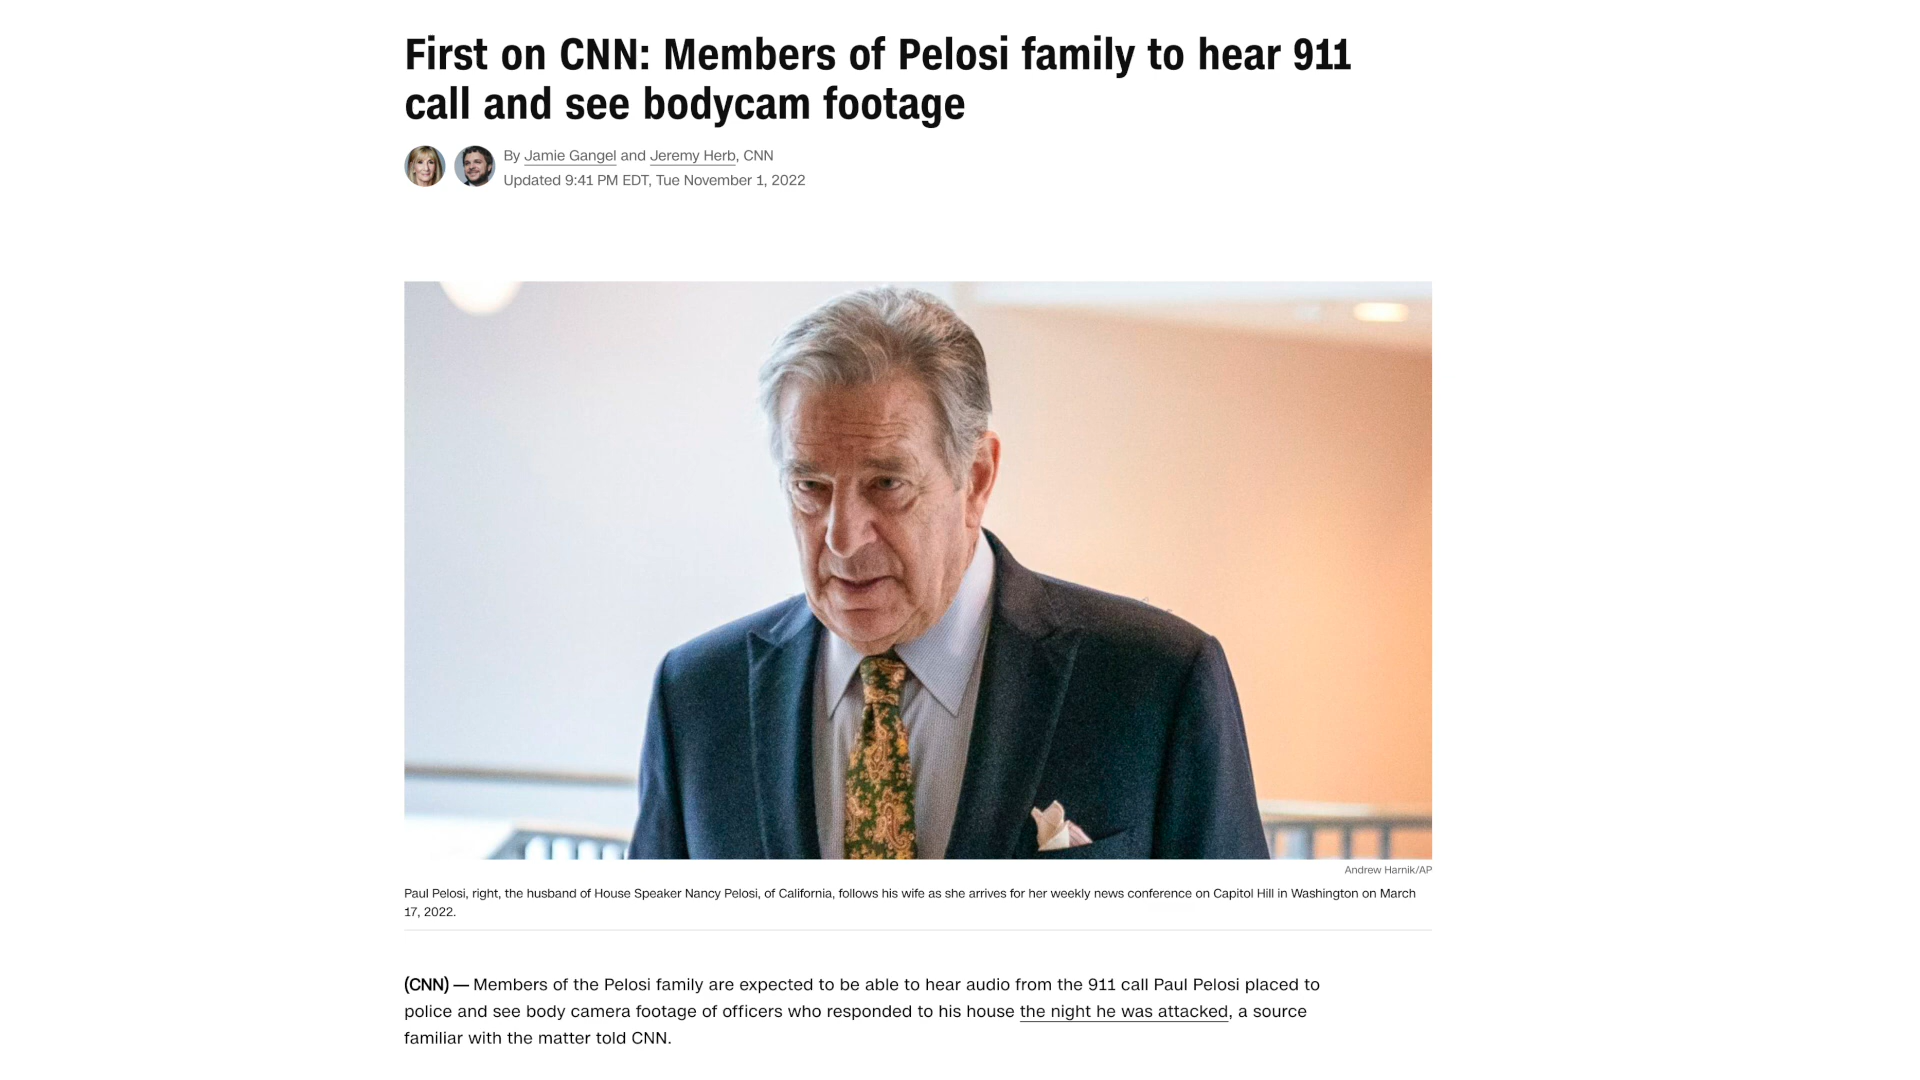 First on CNN: Members of Pelosi family to hear 911
call and see bodycam footage
By Jamie Gangel and Jeremy Herb, CNN
Updated 9:41 PM EDT, Tue November 1, 2022
Andrew Harnik/AP
Paul Pelosi, right, the husband of House Speaker Nancy Pelosi, of California, follows his wife as she arrives for her weekly news conference on Capitol Hill in Washington on March
17, 2022.
(CNN) — Members of the Pelosi family are expected to be able to hear audio from the 911 call Paul Pelosi placed to
police and see body camera footage of officers who responded to his house the night he was attacked, a source
familiar with the matter told CNN.